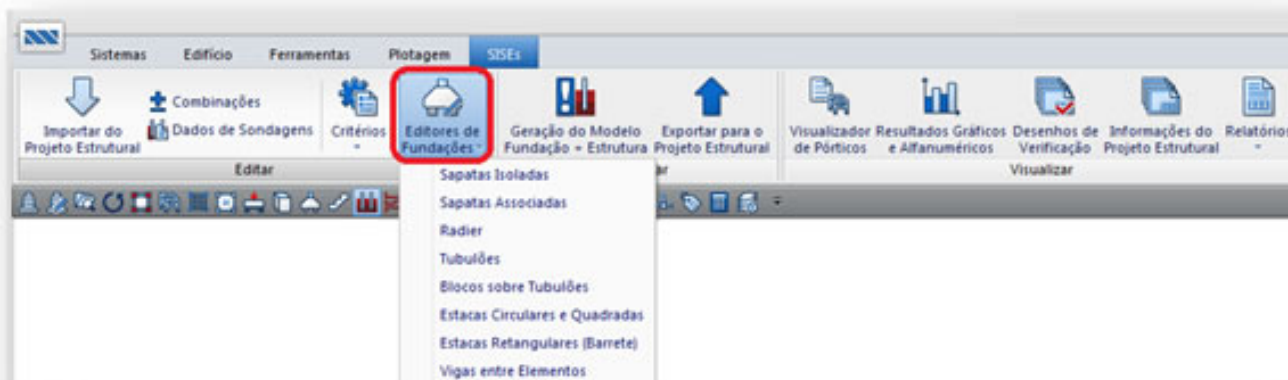 Sistemas Edifício Ferramentas Plotagem SISEs
Importar do
Projeto Estrutural
Combinações
Dados de Sondagens
Critérios
Editores de
Fundações
Geração do Modelo
Fundação - Estrutura
Exportar para o
Projeto Estrutural
Visualizador
de Pórticos
Resultados Gráficos
e Alfanuméricos
Desenhos de
Verificação
Informações do
Projeto Estrutural
Relatórios
Editar
ar
Visualizar
Sapatas Isoladas
Sapatas Associadas
Radier
Tubulões
Blocos sobre Tubulões
Estacas Circulares e Quadradas
Estacas Retangulares (Barrete)
Vigas entre Elementos